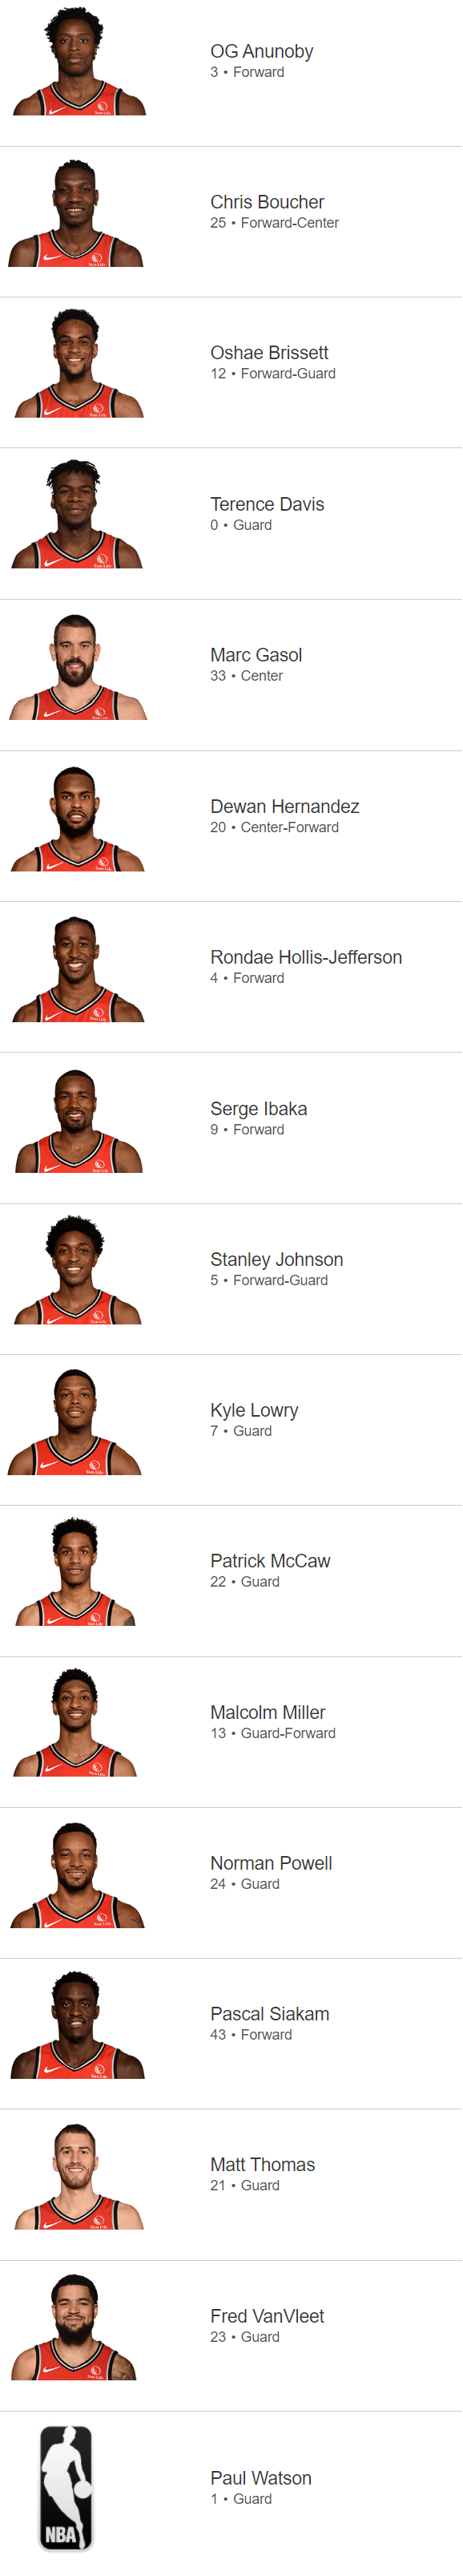 OG Anunoby
3 • Forward
Chris Boucher
25 • Forward-Center
Oshae Brissett
12 • Forward-Guard
Terence Davis
0 • Guard
Marc Gasol
33 • Center
Dewan Hernandez
20 • Center-Forward
Rondae Hollis-Jefferson
4 • Forward
Serge Ibaka
9 • Forward
Stanley Johnson
5 • Forward-Guard
Kyle Lowry
7 • Guard
Patrick McCaw
22 • Guard
Malcolm Miller
13 • Guard-Forward
Norman Powell
24 • Guard
Pascal Siakam
43 • Forward
Matt Thomas
21 • Guard
Fred VanVleet
23 • Guard
NBA
Paul Watson
1 • Guard